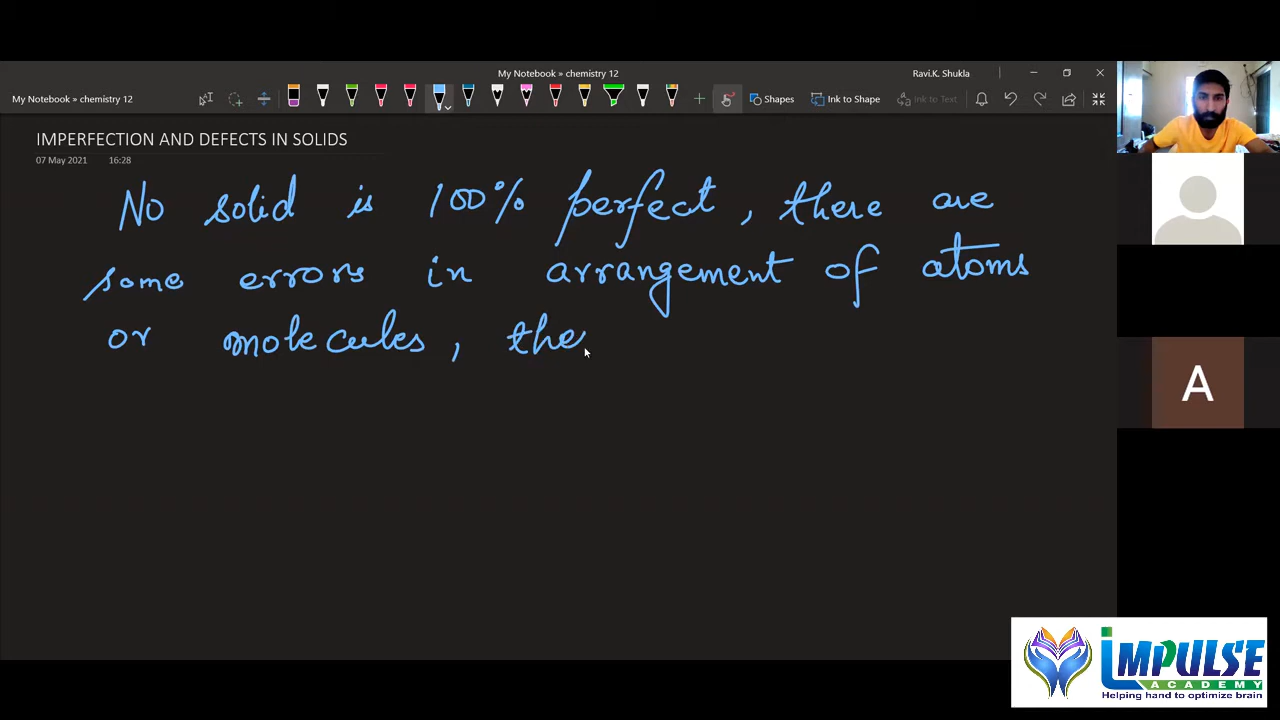 My Notebook » chemistry 12
Ravi.K. Shukla
My Notebook » chemistry 12
Shapes
Ink to Shape
Ink to Text
IMPERFECTION AND DEFECTS IN SOLIDS
07 May 2021 16:28
No solid is 100% perfect, there are
some errors in arrangement of atoms
or molecules, the
A
iMPULSE
ACADEMY
Helping hand to optimize brain